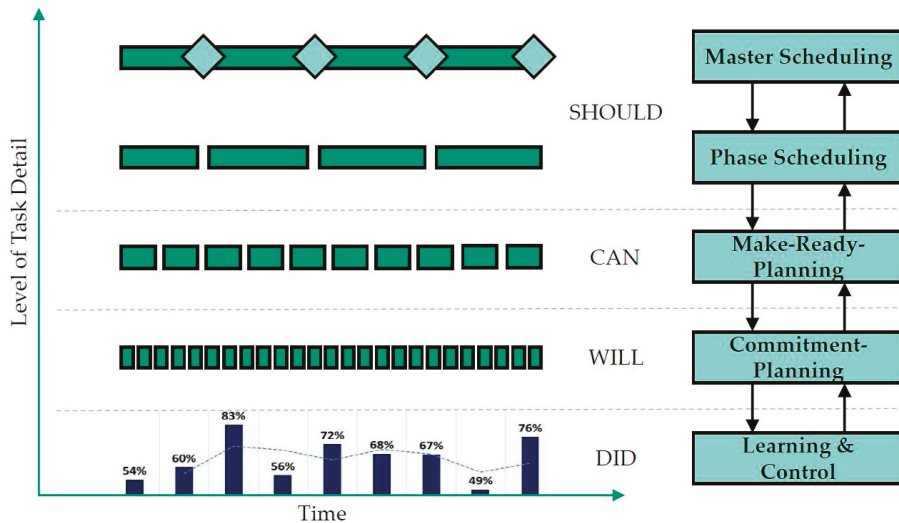 Level of Task Detail
Master Scheduling
SHOULD
Phase Scheduling
CAN
Make-Ready-
Planning
WILL
Commitment-
Planning
54%
60%
83%
56%
72%
68%
67%
49%
76%
DID
Learning &
Control
Time